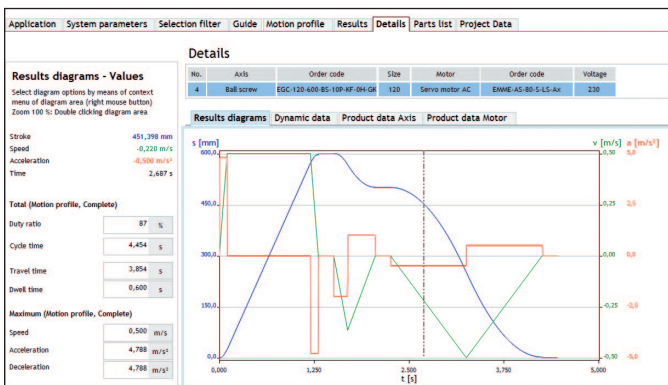 Application System parameters Selection filter Guide Motion profile Results Details Parts list Project Data
Details
Results diagrams - Values
Select diagram options by means of context
menu of diagram area (right mouse button)
Zoom 100 %: Double clicking diagram area
Stroke 451,398 mm
Speed -0,220 m/s
Acceleration -0,500 m/s²
Time 2,687 s
Total (Motion profile, Complete)
Duty ratio 87 %
Cycle time 4,454 s
Travel time 3,854 s
Dwell time 0,600 s
Maximum (Motion profile, Complete)
Speed 0,500 m/s
Acceleration 4,788 m/s²
Deceleration 4,788 m/s²
No. Axis Order code Size Motor Order code Voltage
4 Ball screw EGC-120-600-BS-10P-KF-0H-GK 120 Servo motor AC EMME-AS-80-S-LS-Ax 230
Results diagrams Dynamic data Product data Axis Product data Motor
s [mm] v [m/s] a [m/s²]
600,0 0,50 5,0
450,0 0,25 2,5
300,0 0,00 0,0
150,0 -0,25 -2,5
0,0 -0,50 -5,0
0,000 1,250 2,500 3,750 5,000
t [s]